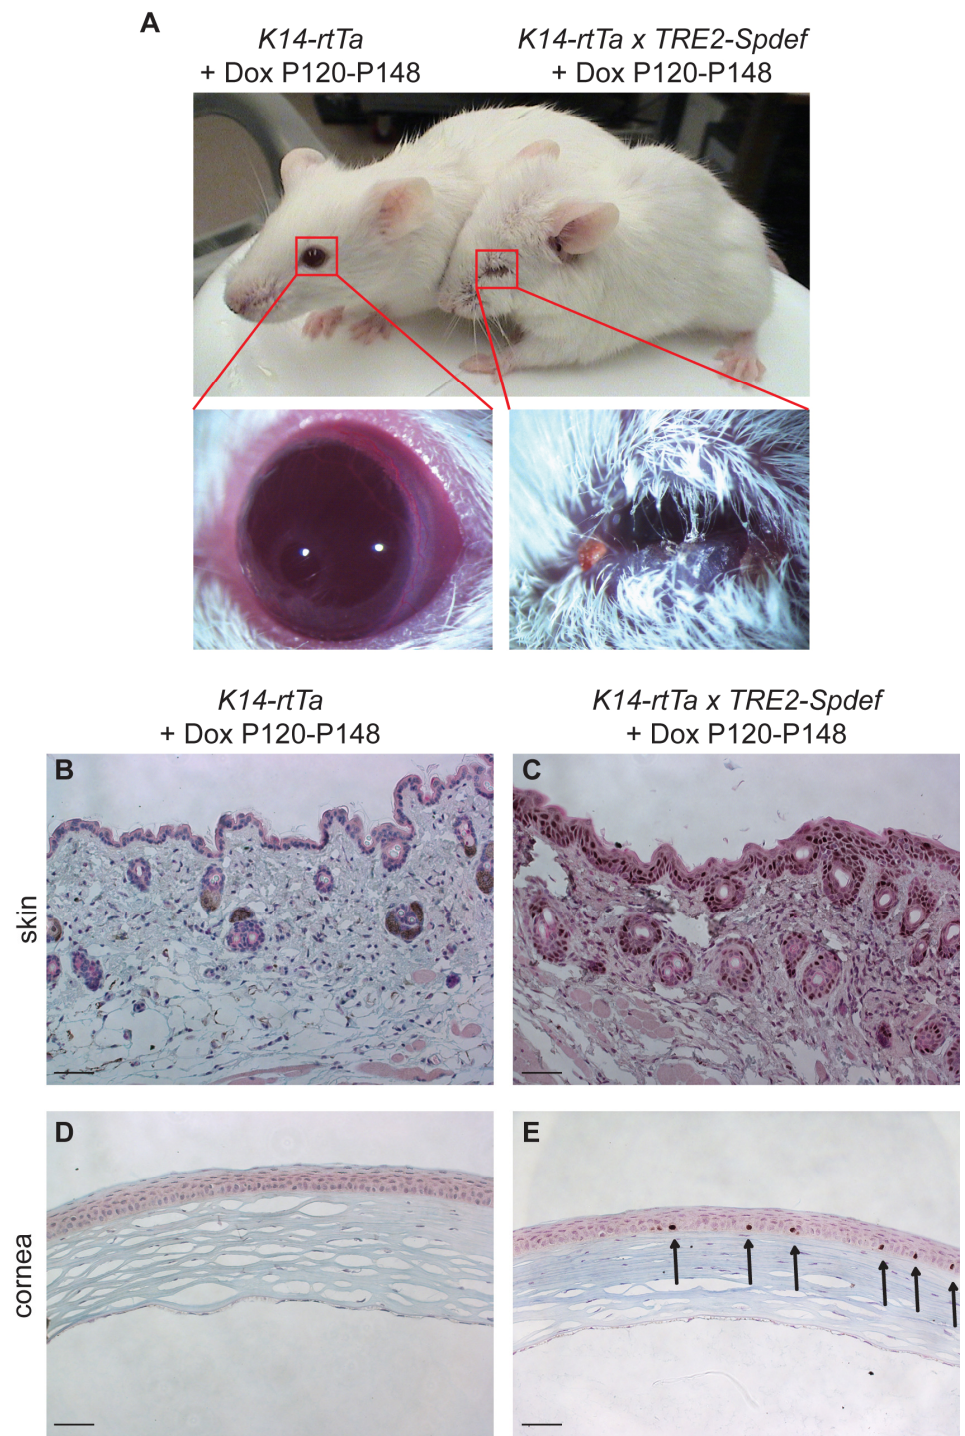 A
K14-rtTa
+ Dox P120-P148
K14-rtTa x TRE2-Spdef
+ Dox P120-P148
K14-rtTa
+ Dox P120-P148
K14-rtTa x TRE2-Spdef
+ Dox P120-P148
skin
B
C
cornea
D
E